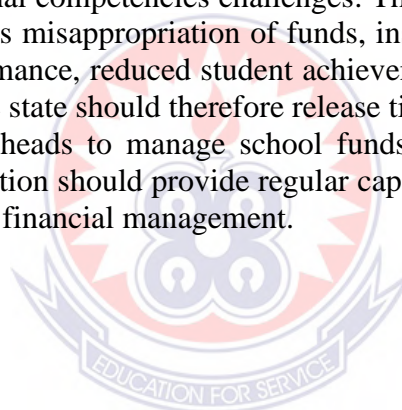 al competencies challenges. Th
s misappropriation of funds, in
mance, reduced student achiever
state should therefore release ti
heads to manage school funds
tion should provide regular cap
financial management.
EDUCATION FOR SERVICE